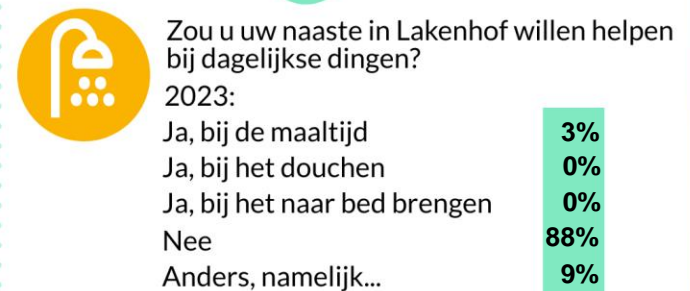 Zou u uw naaste in Lakenhof willen helpen
bij dagelijkse dingen?
2023:
Ja, bij de maaltijd 3%
Ja, bij het douchen 0%
Ja, bij het naar bed brengen 0%
Nee 88%
Anders, namelijk... 9%